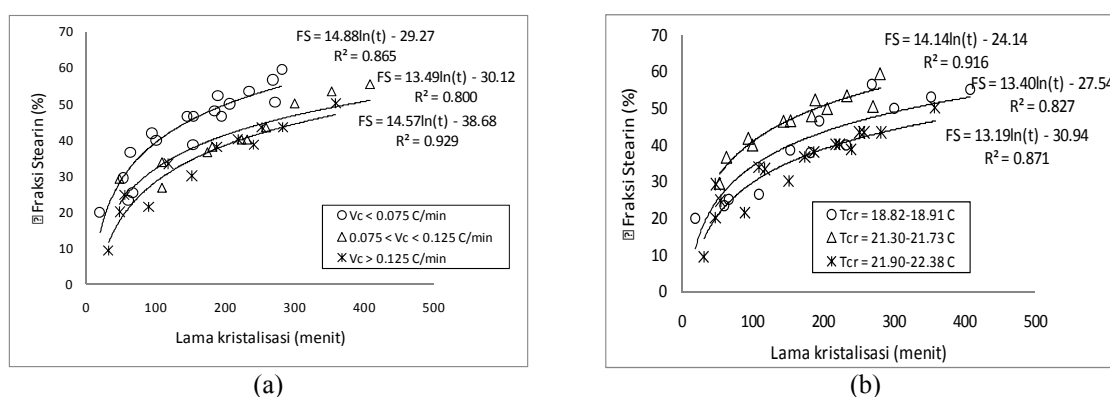 FS = 14.88ln(t) - 29.27
R² = 0.865
FS = 13.49ln(t) - 30.12
R² = 0.800
FS = 14.57ln(t) - 38.68
R² = 0.929
Fraksi Stearin (%)
70
60
50
40
30
20
10
0
Vc < 0.075 C/min
0.075 < Vc < 0.125 C/min
Vc > 0.125 C/min
0 100 200 300 400 500
Lama kristalisasi (menit)
(a)
FS = 14.14ln(t) - 24.14
R² = 0.916
FS = 13.40ln(t) - 27.54
R² = 0.827
FS = 13.19ln(t) - 30.94
R² = 0.871
Fraksi Stearin (%)
70
60
50
40
30
20
10
0
Tcr = 18.82-18.91 C
Tcr = 21.30-21.73 C
Tcr = 21.90-22.38 C
0 100 200 300 400 500
Lama kristalisasi (menit)
(b)